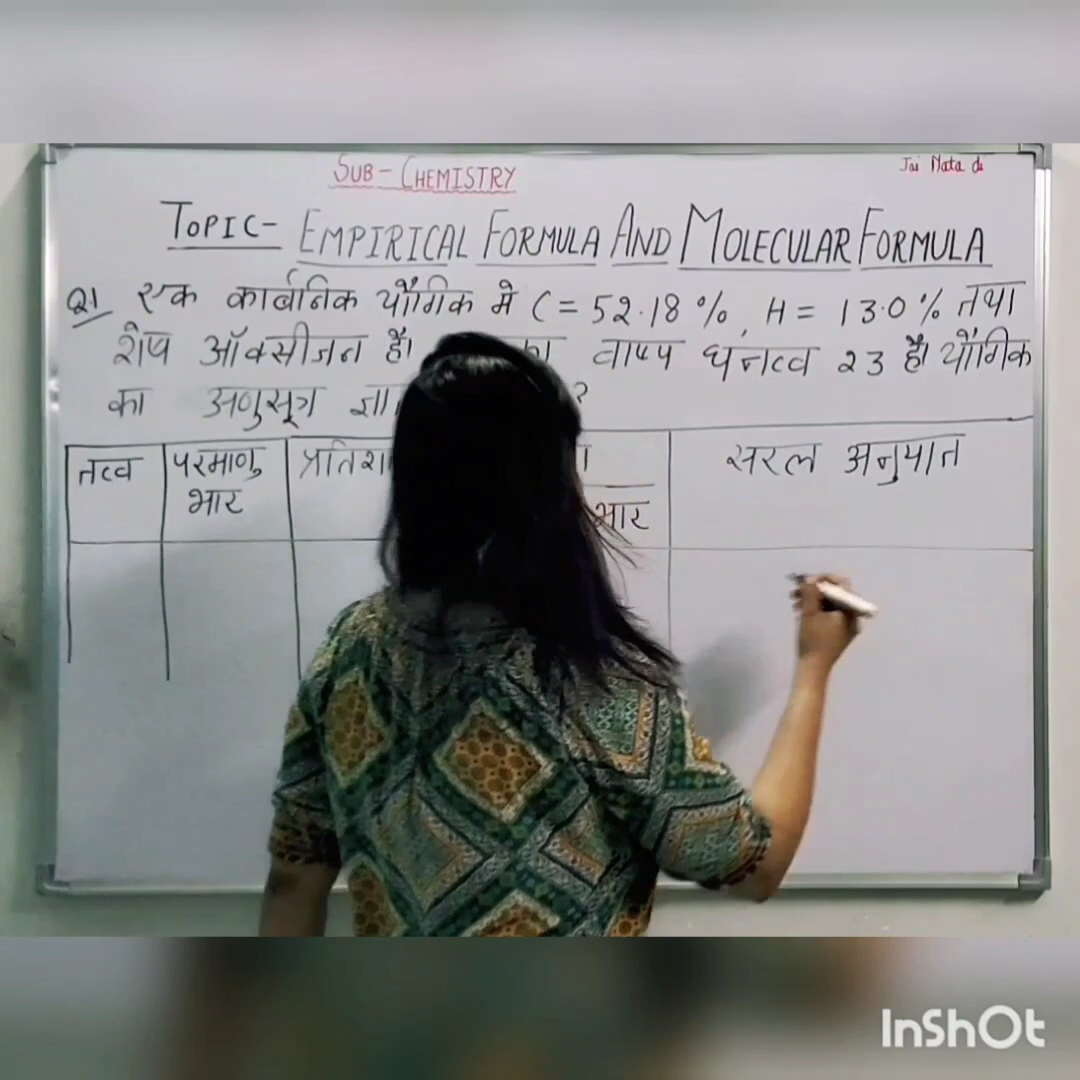 SUB - CHEMISTRY
Jai Mata di
TOPIC- EMPIRICAL FORMULA AND MOLECULAR FORMULA
Q1 एक कार्बनिक यौगिक मे C = 52.18 %, H = 13.0 % तथा
शेष ऑक्सीजन है। वाष्प घनत्व 23 है। यौगिक
का अणुसूत्र ?
तत्व परमाणु भार सरल अनुपात
भार
InShOt